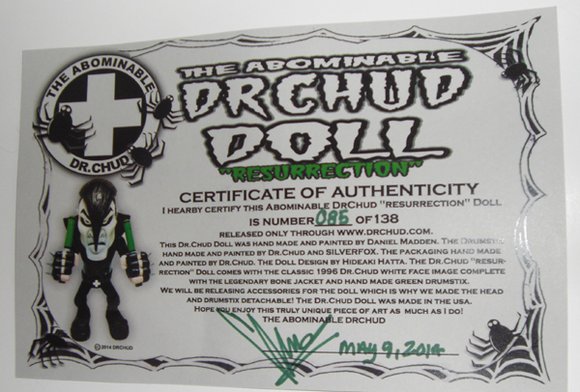 THE ABOMINABLE
DR.CHUD
THE ABOMINABLE
DRCHUD
DOLL
"RESURRECTION"
CERTIFICATE OF AUTHENTICITY
I HEARBY CERTIFY THIS ABOMINABLE DRCHUD "RESURRECTION" DOLL
IS NUMBER 095 OF 138
RELEASED ONLY THROUGH WWW.DRCHUD.COM.
THIS DR.CHUD DOLL WAS HAND MADE AND PAINTED BY DANIEL MADDEN. THE DRUMSTIX
HAND MADE AND PAINTED BY DR.CHUD AND SILVERFOX. THE PACKAGING HAND MADE
AND PAINTED BY DR.CHUD. THE DOLL DESIGN BY HIDEAKI HATTA. THE DR.CHUD "RESUR-
RECTION" DOLL COMES WITH THE CLASSIC 1996 DR.CHUD WHITE FACE IMAGE COMPLETE
WITH THE LEGENDARY BONE JACKET AND HAND MADE GREEN DRUMSTIX.
WE WILL BE RELEASING ACCESSORIES FOR THE DOLL WHICH IS WHY WE MADE THE HEAD
AND DRUMSTIX DETACHABLE! THE DR.CHUD DOLL WAS MADE IN THE USA.
HOPE YOU ENJOY THIS TRULY UNIQUE PIECE OF ART AS MUCH AS I DO!
THE ABOMINABLE DRCHUD
MAY 9, 2014
© 2014 DRCHUD